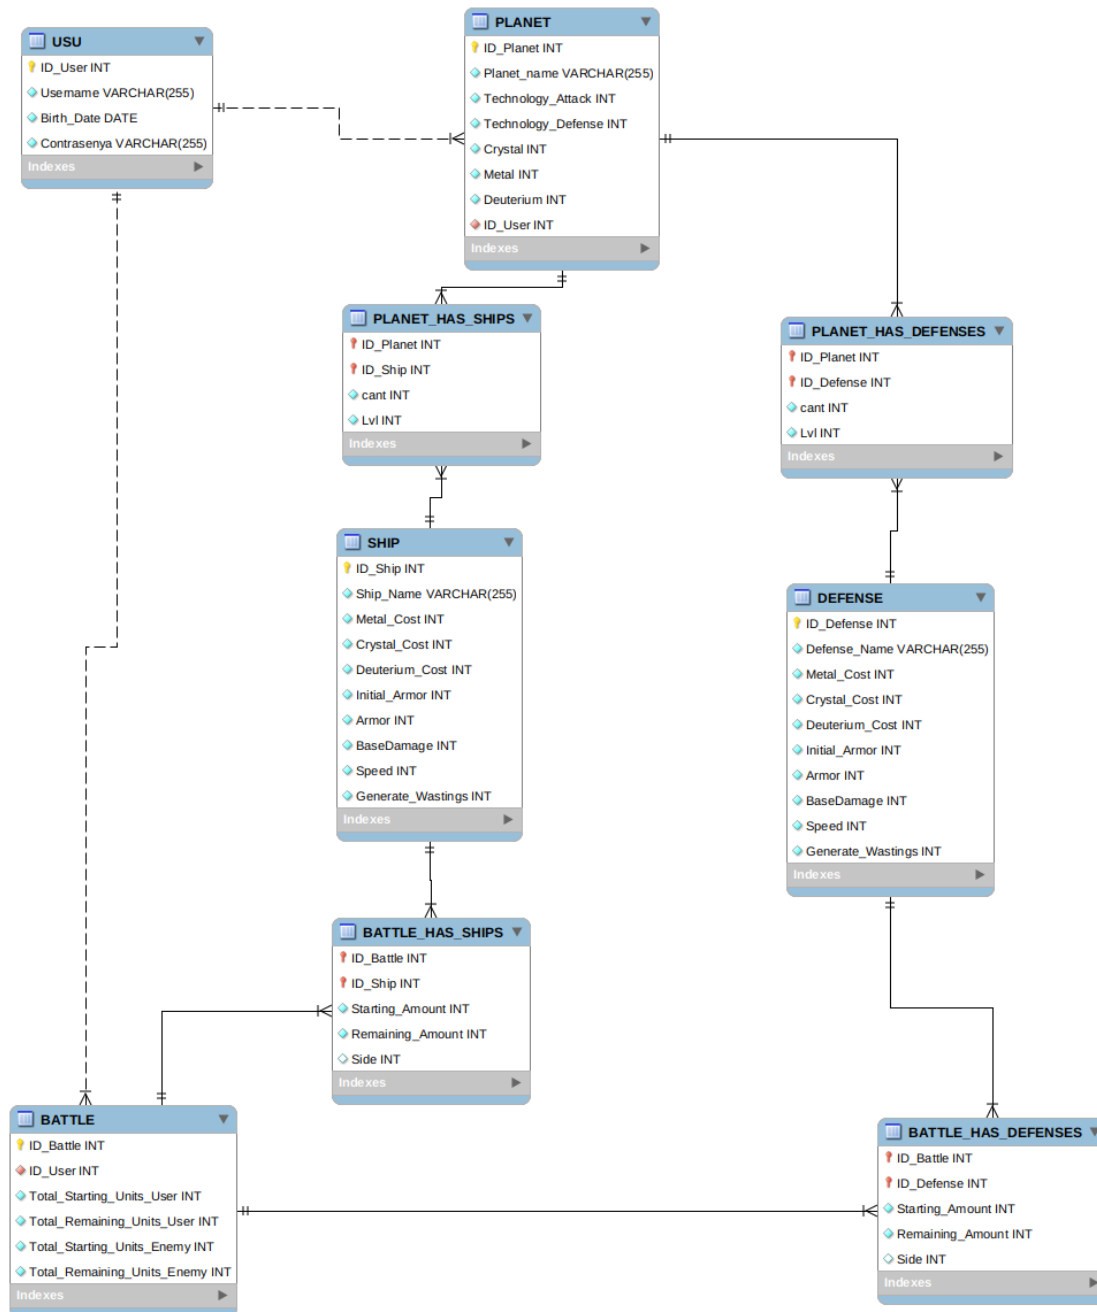 USU
ID_User INT
Username VARCHAR(255)
Birth_Date DATE
Contrasenya VARCHAR(255)
Indexes
PLANET
ID_Planet INT
Planet_name VARCHAR(255)
Technology_Attack INT
Technology_Defense INT
Crystal INT
Metal INT
Deuterium INT
ID_User INT
Indexes
PLANET_HAS_SHIPS
ID_Planet INT
ID_Ship INT
cant INT
Lvl INT
Indexes
PLANET_HAS_DEFENSES
ID_Planet INT
ID_Defense INT
cant INT
Lvl INT
Indexes
SHIP
ID_Ship INT
Ship_Name VARCHAR(255)
Metal_Cost INT
Crystal_Cost INT
Deuterium_Cost INT
Initial_Armor INT
Armor INT
BaseDamage INT
Speed INT
Generate_Wastings INT
Indexes
DEFENSE
ID_Defense INT
Defense_Name VARCHAR(255)
Metal_Cost INT
Crystal_Cost INT
Deuterium_Cost INT
Initial_Armor INT
Armor INT
BaseDamage INT
Speed INT
Generate_Wastings INT
Indexes
BATTLE_HAS_SHIPS
ID_Battle INT
ID_Ship INT
Starting_Amount INT
Remaining_Amount INT
Side INT
Indexes
BATTLE
ID_Battle INT
ID_User INT
Total_Starting_Units_User INT
Total_Remaining_Units_User INT
Total_Starting_Units_Enemy INT
Total_Remaining_Units_Enemy INT
Indexes
BATTLE_HAS_DEFENSES
ID_Battle INT
ID_Defense INT
Starting_Amount INT
Remaining_Amount INT
Side INT
Indexes